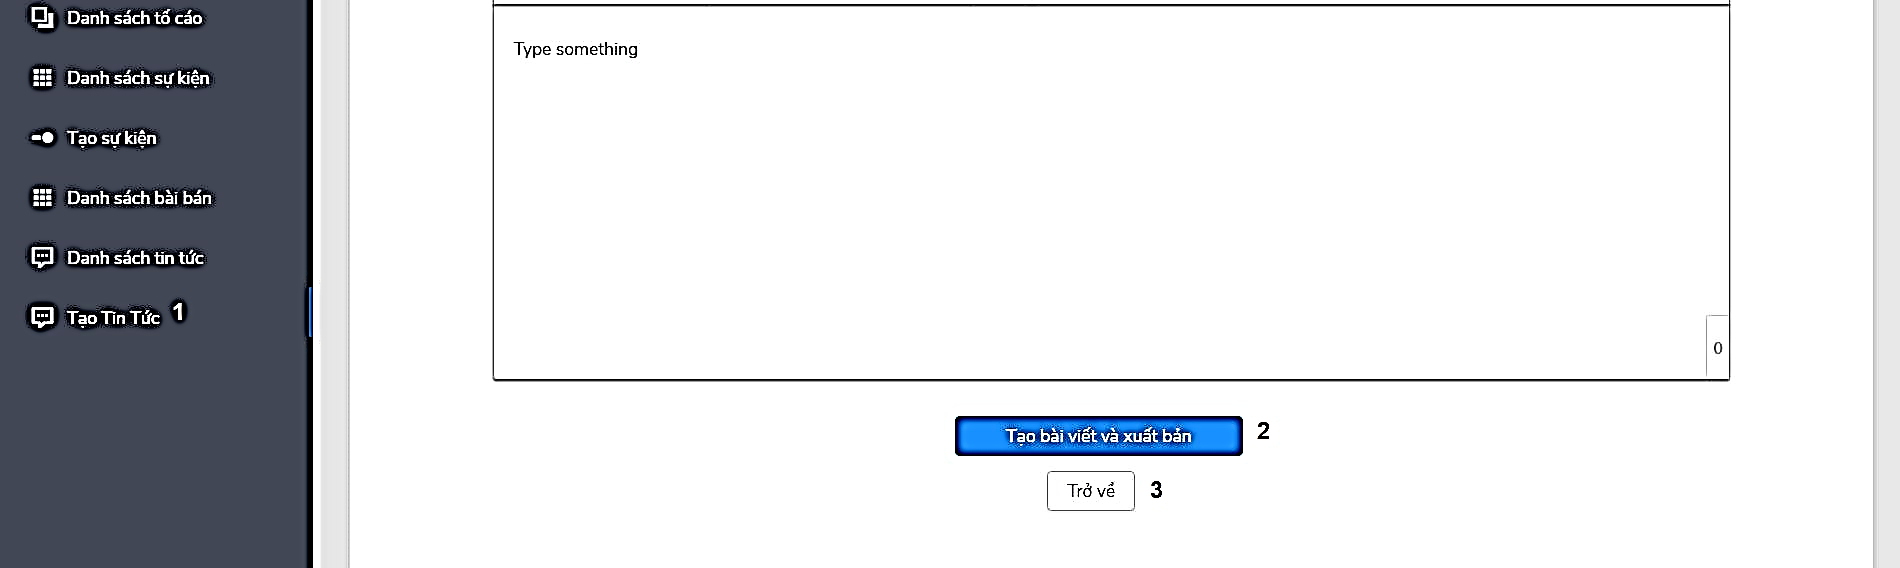 Danh sách tố cáo
Danh sách sự kiện
Tạo sự kiện
Danh sách bài bán
Danh sách tin tức
Tạo Tin Tức 1
Type something
0
Tạo bài viết và xuất bản 2
Trở về 3